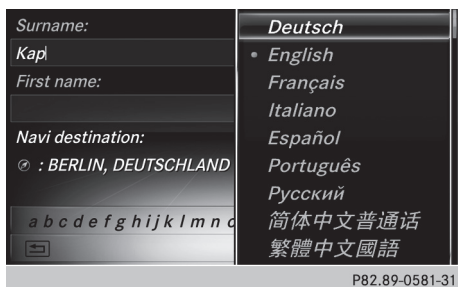 Surname:
Kap
First name:
Navi destination:
: BERLIN, DEUTSCHLAND
a b c d e f g h i j k l m n
Deutsch
English
Français
Italiano
Español
Português
Русский
简体中文普通话
繁體中文國語
P82.89-0581-31